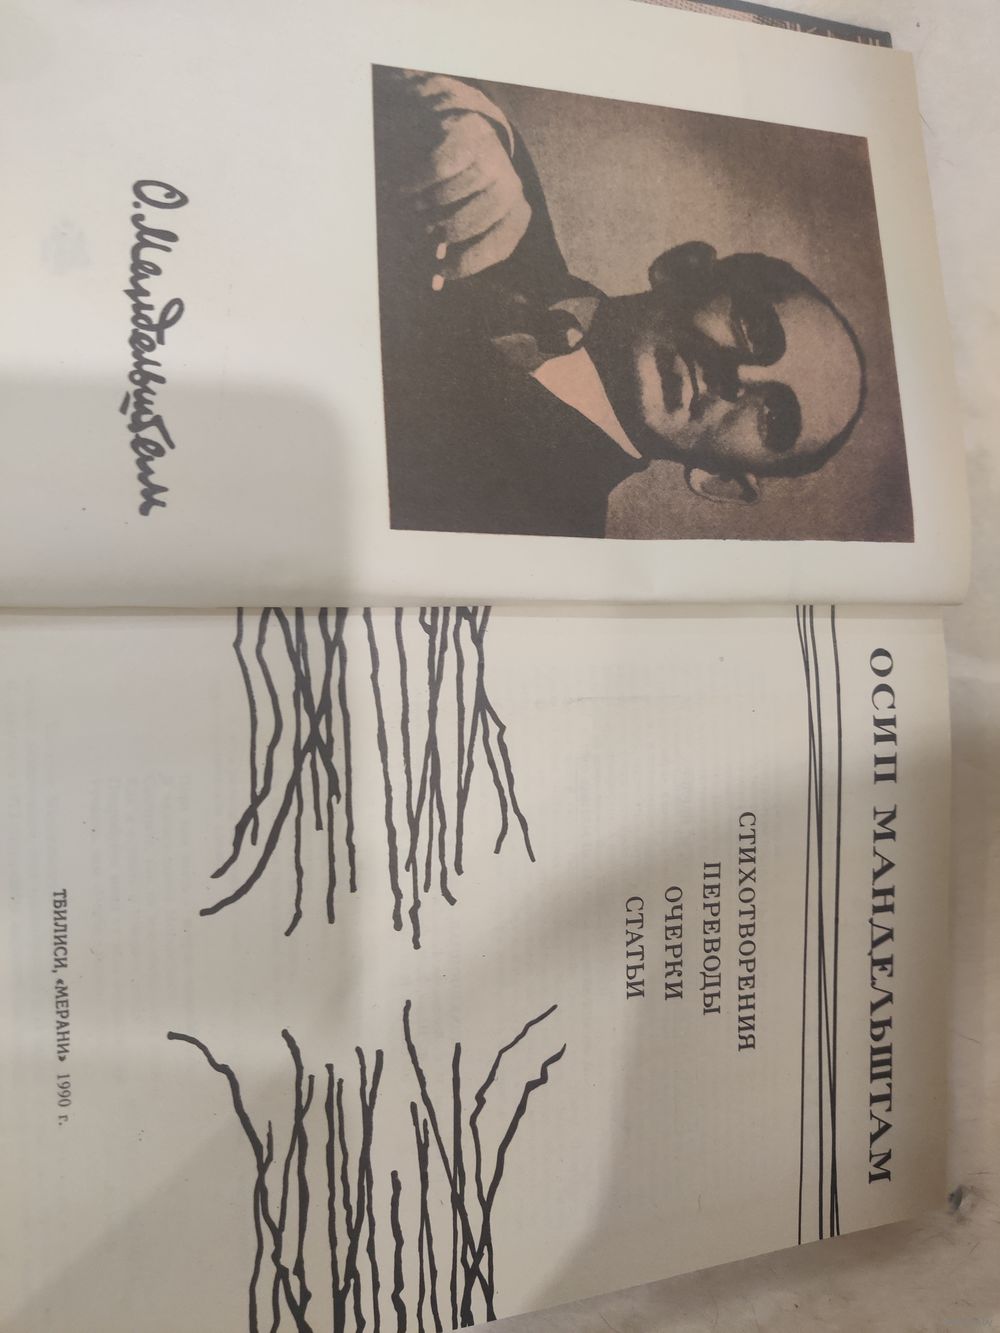 О. Мандельштам
ОСИП МАНДЕЛЬШТАМ
СТИХОТВОРЕНИЯ
ПЕРЕВОДЫ
ОЧЕРКИ
СТАТЬИ
ТБИЛИСИ, «МЕРАНИ» 1990 г.